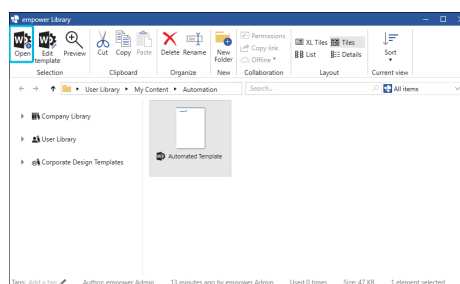 empower Library
Open Edit template Preview Cut Copy Paste Delete Rename New Folder Permissions Copy link Offline XL Tiles Tiles List Details Sort
Selection Clipboard Organize New Collaboration Layout Current view
User Library My Content Automation Search... All items
Company Library
User Library
Corporate Design Templates
Automated Template
Tags: Add a tag Author: empower Admin 13 minutes ago by empower Admin Used 0 times Size: 47 KB 1 element selected